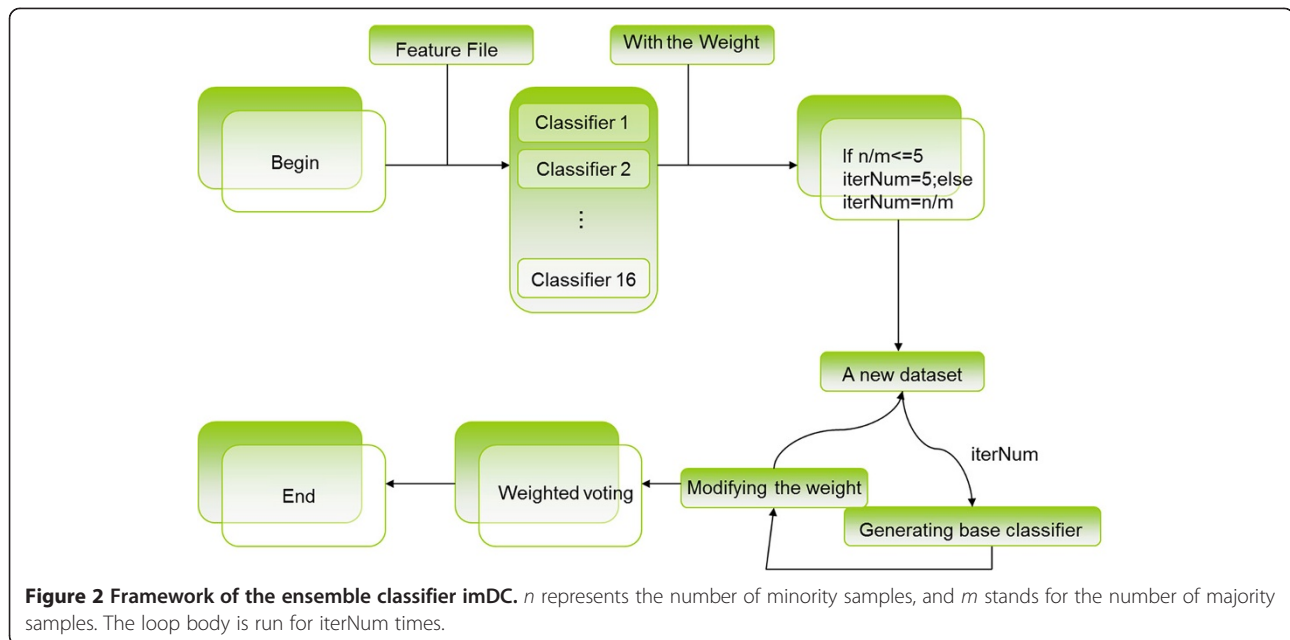 Feature File
With the Weight
Begin
Classifier 1
Classifier 2
⋮
Classifier 16
If n/m<=5
iterNum=5;else
iterNum=n/m
A new dataset
iterNum
Generating base classifier
Modifying the weight
Weighted voting
End
Figure 2 Framework of the ensemble classifier imDC. n represents the number of minority samples, and m stands for the number of majority
samples. The loop body is run for iterNum times.